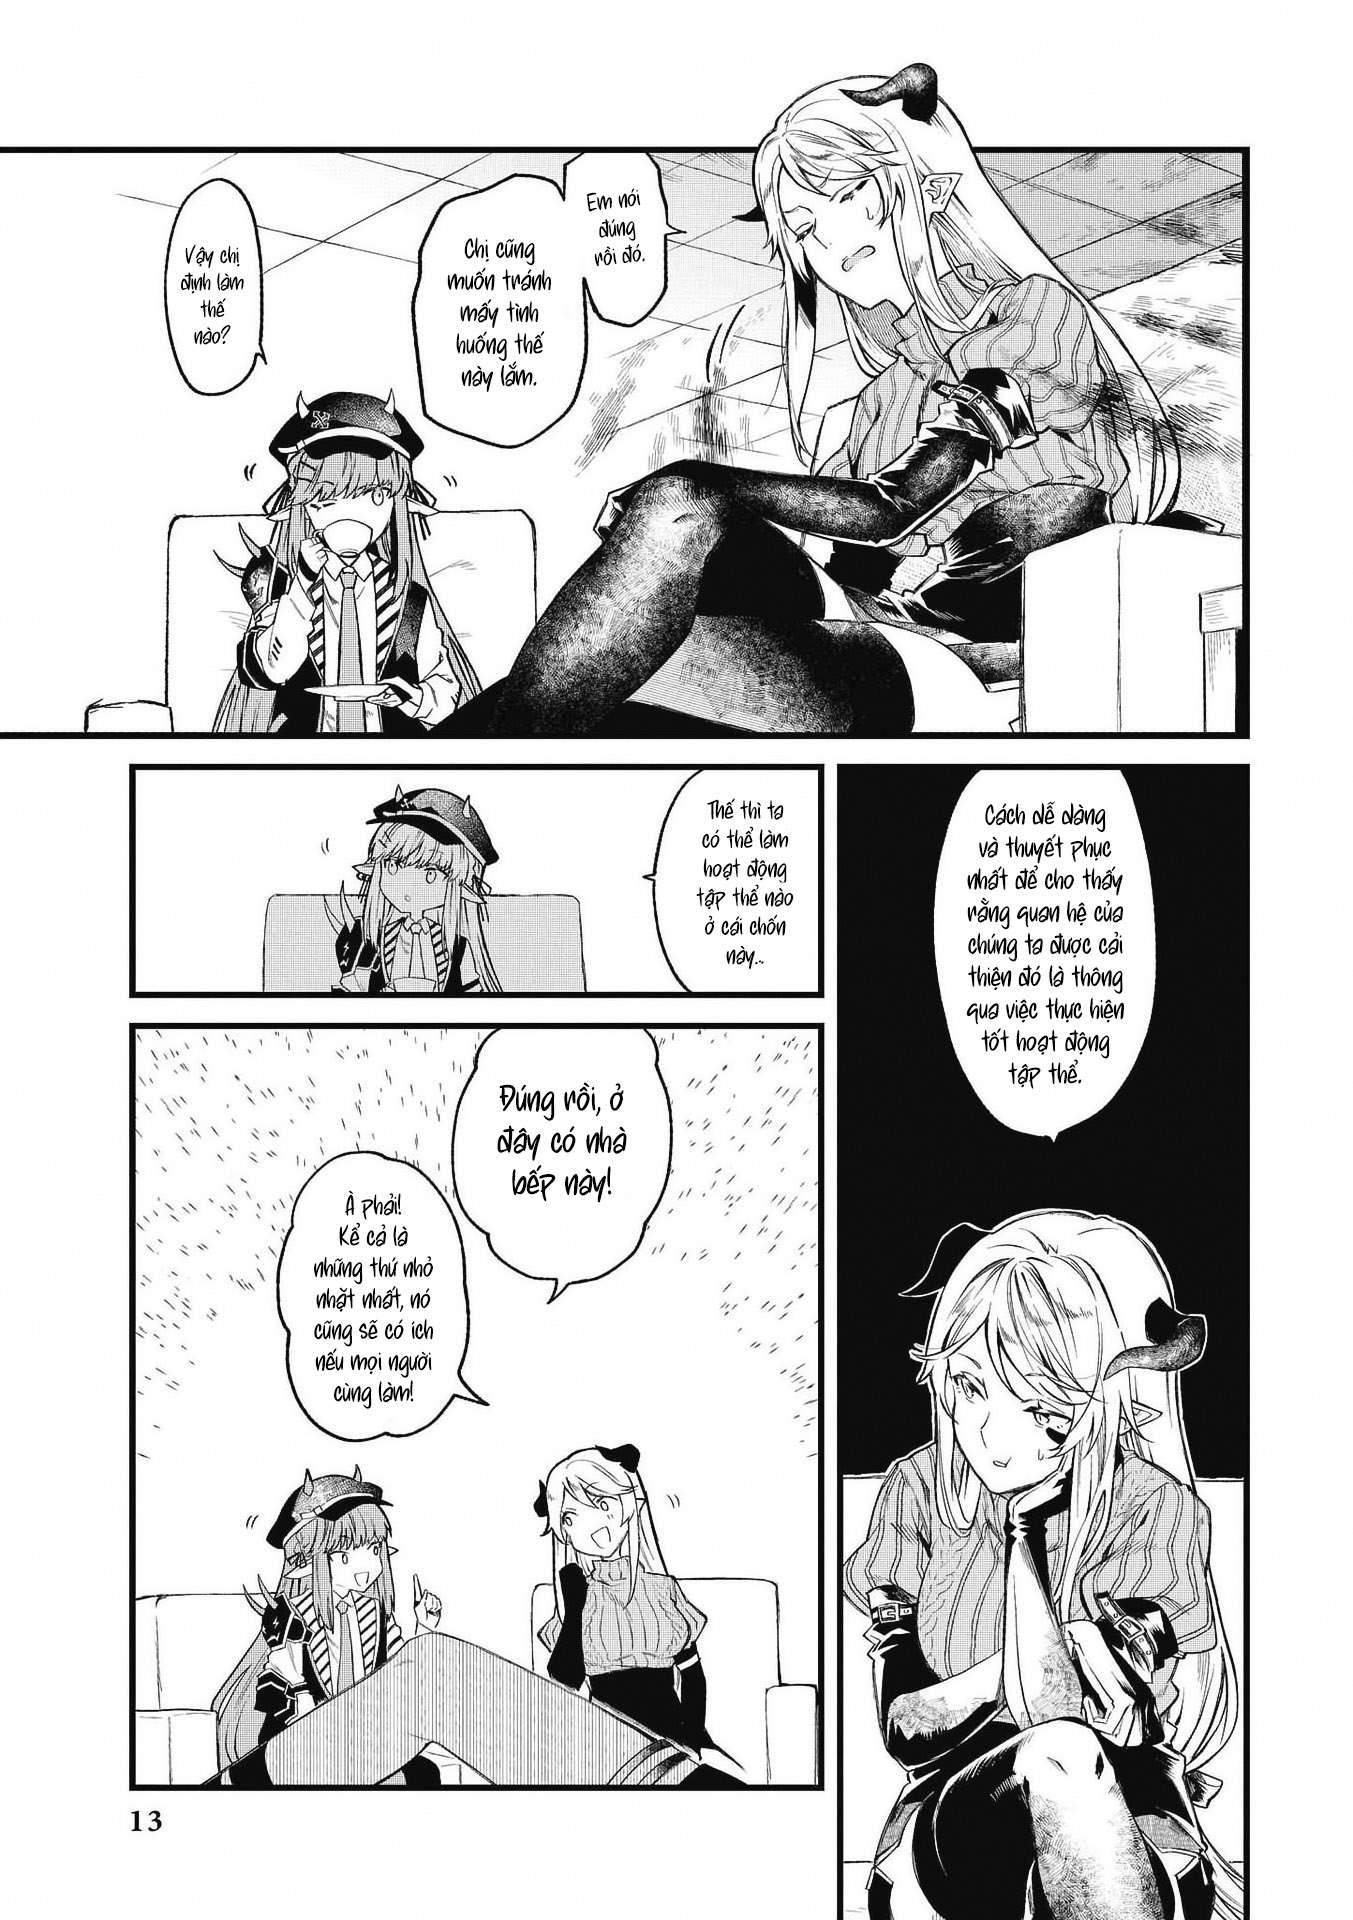 Em nói
đúng
rồi đó.
Chị cũng
muốn tránh
mấy tình
huống thế
này lắm.
Vậy chị
định làm
thế
nào?
Cách dễ dàng
và thuyết phục
nhất để cho thấy
rằng quan hệ của
chúng ta được cải
thiện đó là thông
qua việc thực hiện
tốt hoạt động
tập thể.
Thế thì ta
có thể làm
hoạt động
tập thể nào
ở cái chốn
này...
Đúng rồi, ở
đây có nhà
bếp này!
À phải!
Kể cả là
những thứ nhỏ
nhặt nhất, nó
cũng sẽ có ích
nếu mọi người
cùng làm!
13